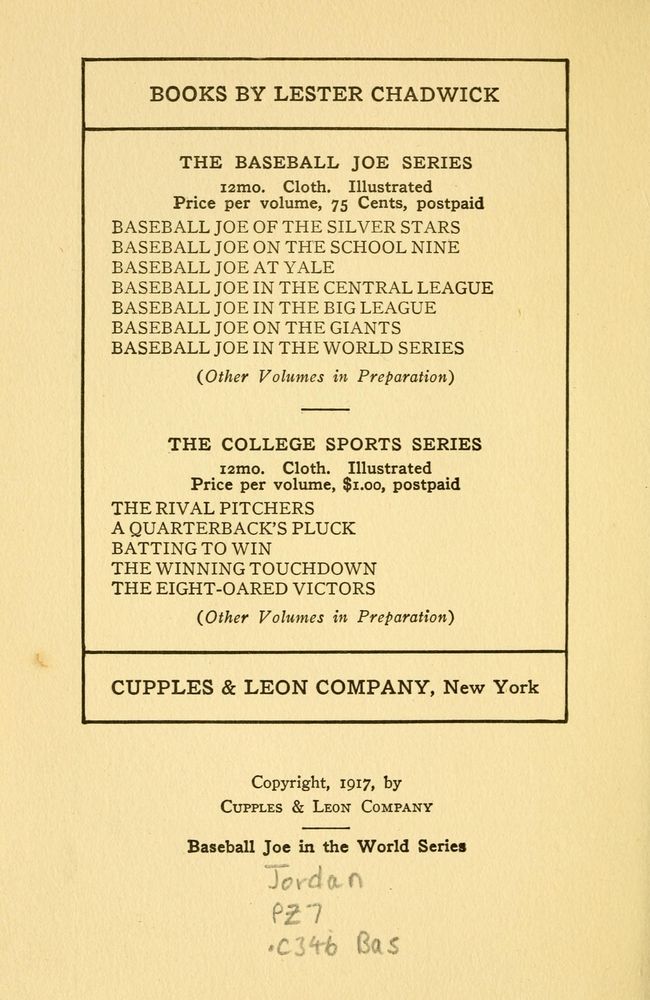 BOOKS BY LESTER CHADWICK
THE BASEBALL JOE SERIES
12mo. Cloth. Illustrated
Price per volume, 75 Cents, postpaid
BASEBALL JOE OF THE SILVER STARS
BASEBALL JOE ON THE SCHOOL NINE
BASEBALL JOE AT YALE
BASEBALL JOE IN THE CENTRAL LEAGUE
BASEBALL JOE IN THE BIG LEAGUE
BASEBALL JOE ON THE GIANTS
BASEBALL JOE IN THE WORLD SERIES
(Other Volumes in Preparation)
THE COLLEGE SPORTS SERIES
12mo. Cloth. Illustrated
Price per volume, $1.00, postpaid
THE RIVAL PITCHERS
A QUARTERBACK'S PLUCK
BATTING TO WIN
THE WINNING TOUCHDOWN
THE EIGHT-OARED VICTORS
(Other Volumes in Preparation)
CUPPLES & LEON COMPANY, New York
Copyright, 1917, by
CUPPLES & LEON COMPANY
Baseball Joe in the World Series
Jordan
PZ7
.C346 Bas